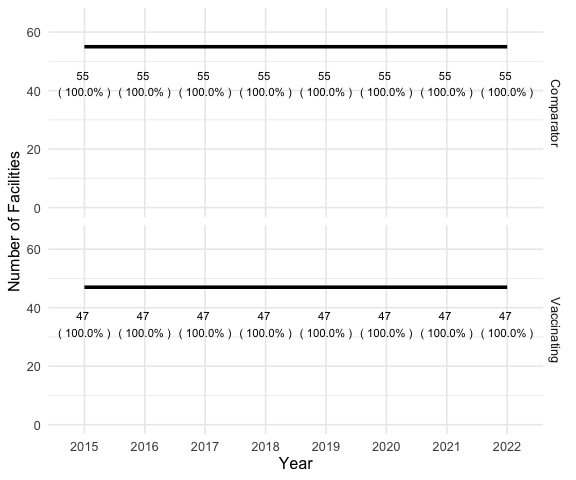 Number of Facilities
60
40
20
0
55 55 55 55 55 55 55 55
( 100.0% ) ( 100.0% ) ( 100.0% ) ( 100.0% ) ( 100.0% ) ( 100.0% ) ( 100.0% ) ( 100.0% )
Comparator
60
40
20
0
47 47 47 47 47 47 47 47
( 100.0% ) ( 100.0% ) ( 100.0% ) ( 100.0% ) ( 100.0% ) ( 100.0% ) ( 100.0% ) ( 100.0% )
Vaccinating
2015 2016 2017 2018 2019 2020 2021 2022
Year